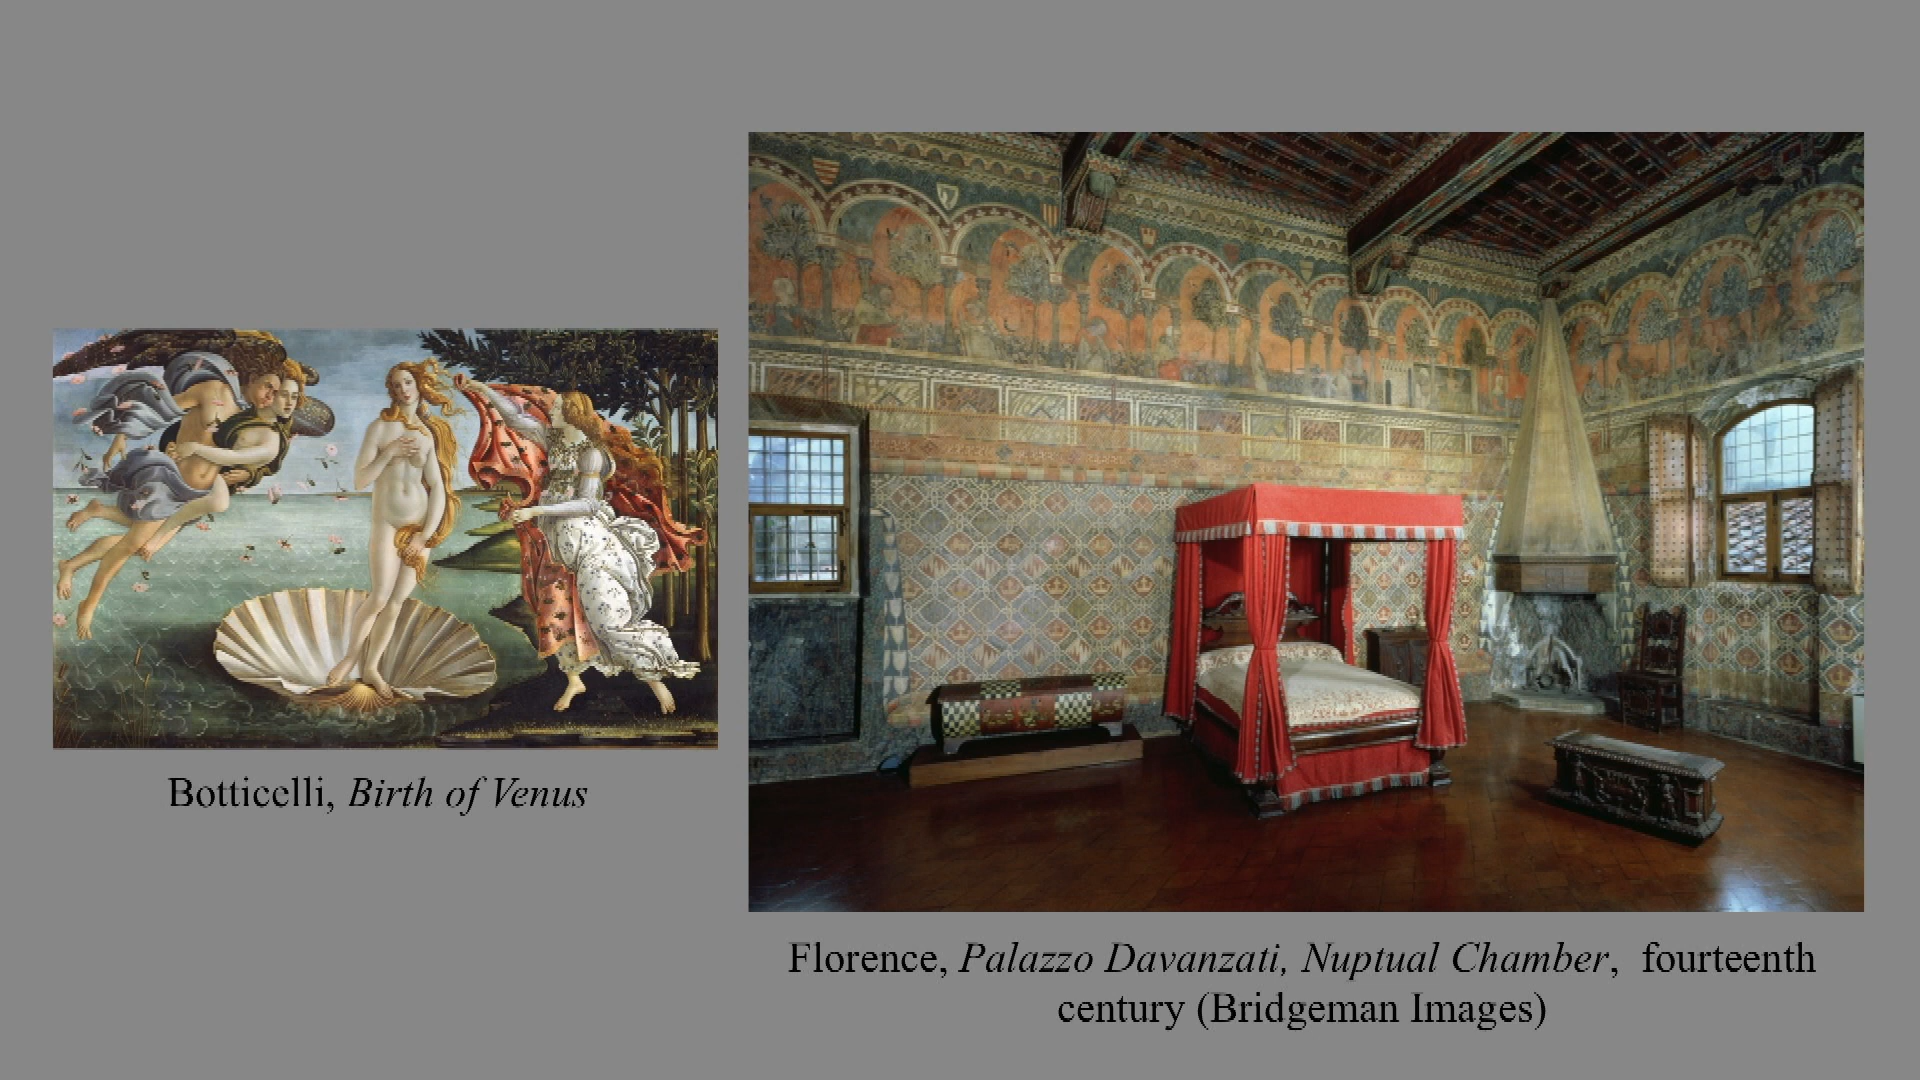 Botticelli, Birth of Venus
Florence, Palazzo Davanzati, Nuptual Chamber, fourteenth
century (Bridgeman Images)